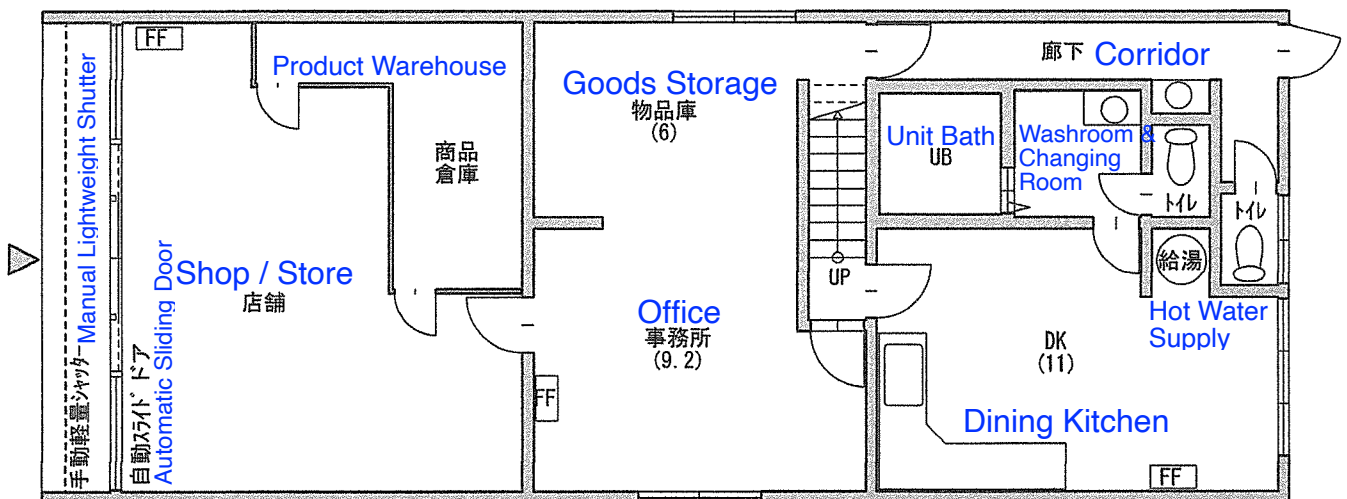 FF
Product Warehouse
商品
倉庫
Manual Lightweight Shutter
手動軽量シャッター
Automatic Sliding Door
自動スライドドア
Shop / Store
店舗
Goods Storage
物品庫
(6)
Office
事務所
(9.2)
FF
UP
廊下
Corridor
Unit Bath
UB
Washroom &
Changing
Room
トイレ
トイレ
給湯
Hot Water
Supply
DK
(11)
Dining Kitchen
FF